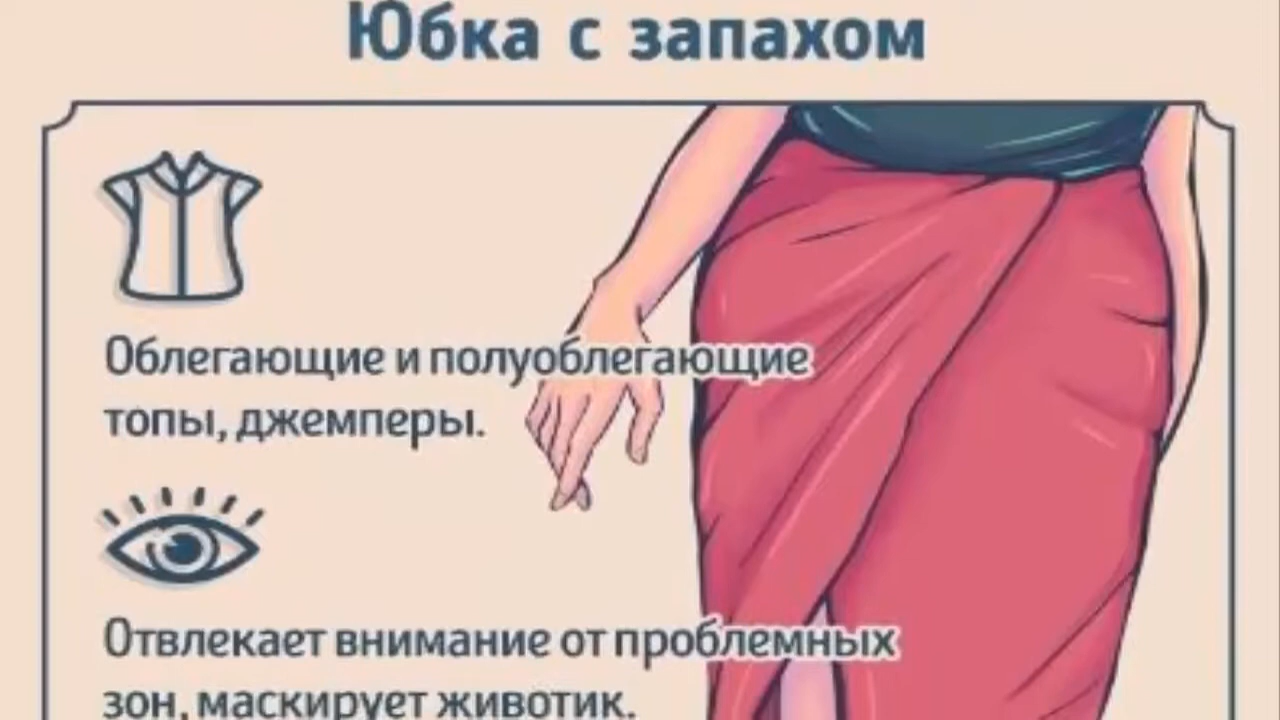 Юбка с запахом
Облегающие и полуоблегающие
топы, джемперы.
Отвлекает внимание от проблемных
зон, маскирует животик.